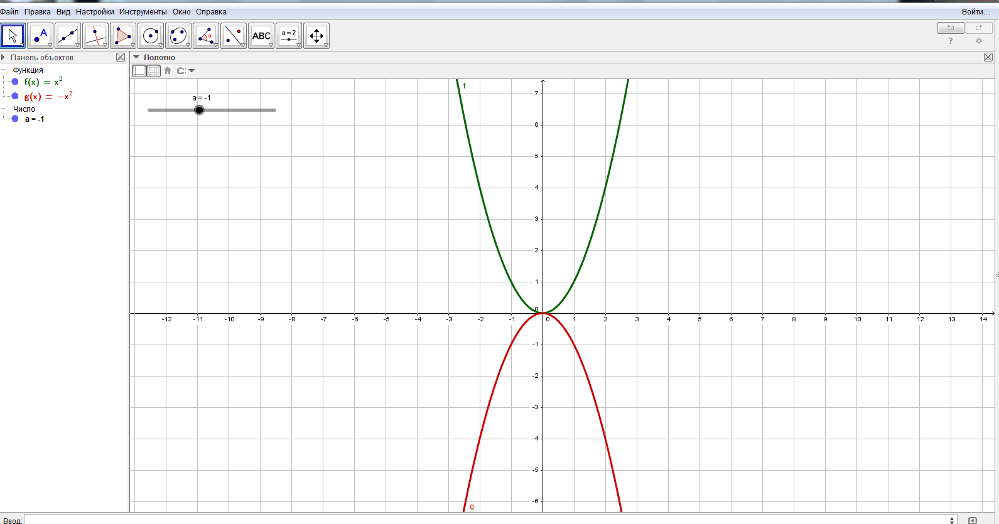 Файл Правка Вид Настройки Инструменты Окно Справка Войти...
A α ABC a=2 ?
Панель объектов Полотно
Функция
f(x) = x²
g(x) = −x²
Число
a = -1
a = -1
f
7
6
5
4
3
2
1
0
-12 -11 -10 -9 -8 -7 -6 -5 -4 -3 -2 -1 0 1 2 3 4 5 6 7 8 9 10 11 12 13 14
-1
-2
-3
-4
-5
-6
g
Ввод: